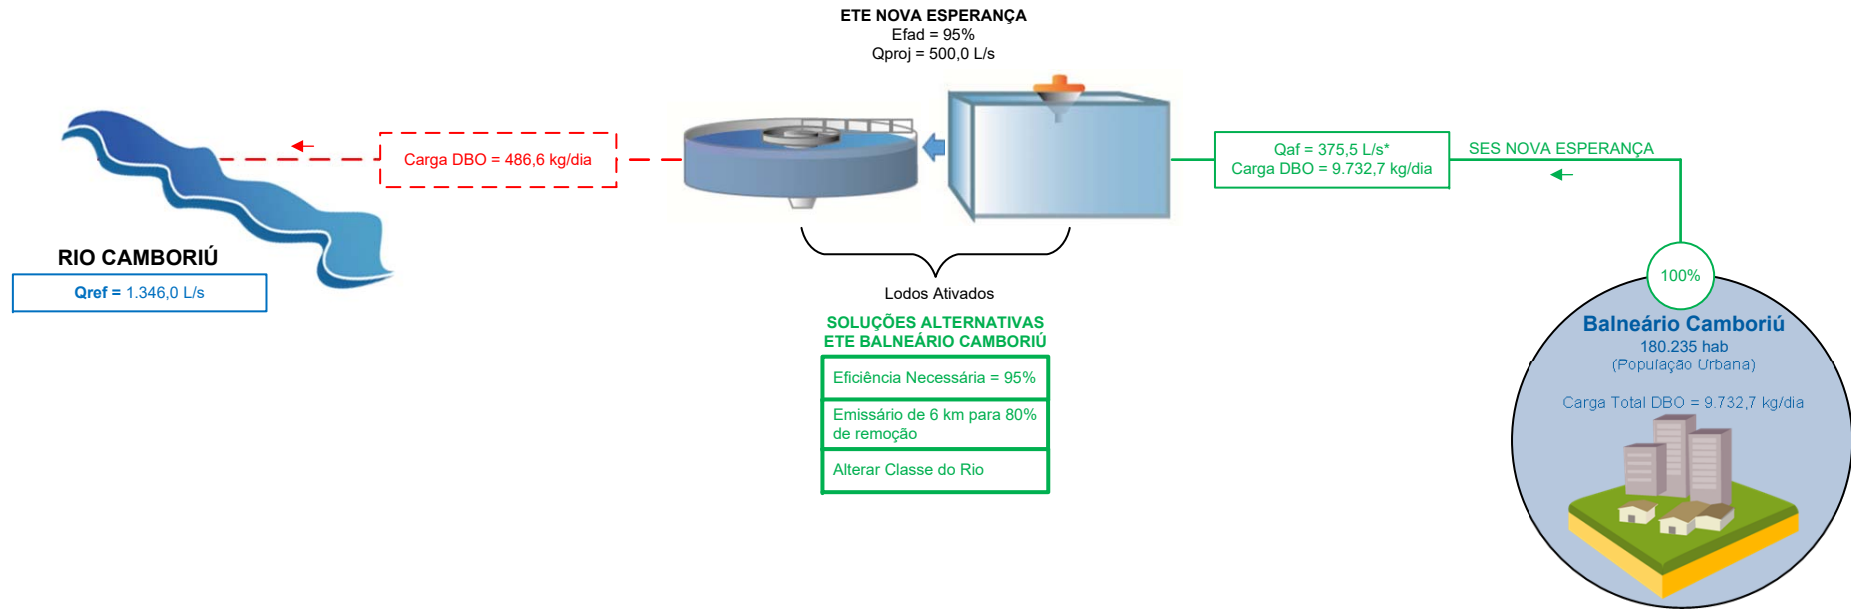 ETE NOVA ESPERANÇA
Efad = 95%
Qproj = 500,0 L/s
Carga DBO = 486,6 kg/dia
Qaf = 375,5 L/s*
Carga DBO = 9.732,7 kg/dia
SES NOVA ESPERANÇA
RIO CAMBORIÚ
Qref = 1.346,0 L/s
Lodos Ativados
SOLUÇÕES ALTERNATIVAS
ETE BALNEÁRIO CAMBORIÚ
Eficiência Necessária = 95%
Emissário de 6 km para 80%
de remoção
Alterar Classe do Rio
100%
Balneário Camboriú
180.235 hab
(População Urbana)
Carga Total DBO = 9.732,7 kg/dia